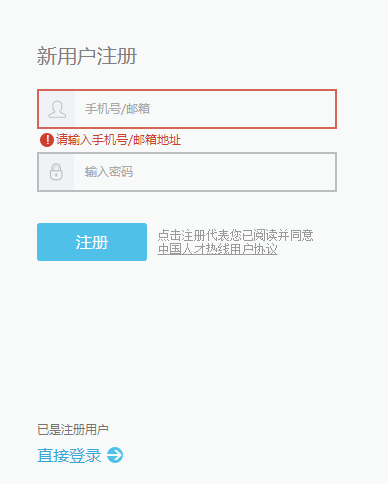 新用户注册
手机号/邮箱
请输入手机号/邮箱地址
输入密码
注册
点击注册代表您已阅读并同意
中国人才热线用户协议
已是注册用户
直接登录